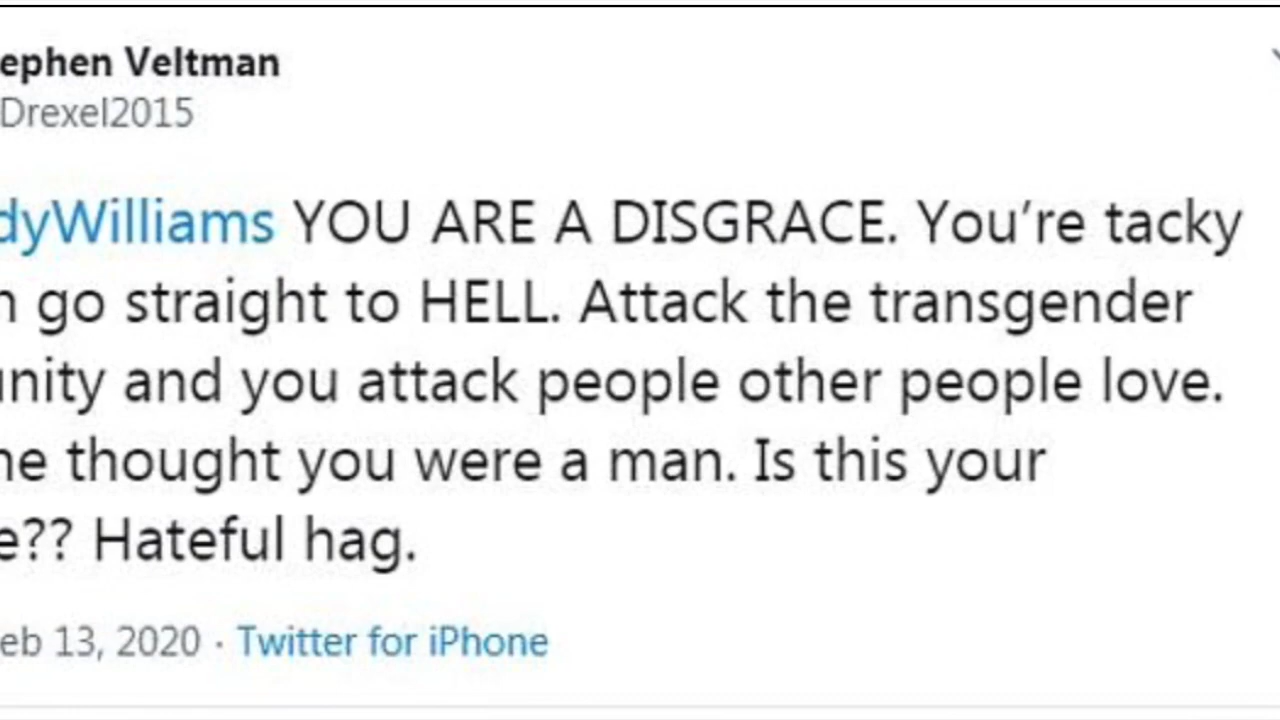 ephen Veltman
Drexel2015
dyWilliams YOU ARE A DISGRACE. You're tacky
go straight to HELL. Attack the transgender
unity and you attack people other people love.
ne thought you were a man. Is this your
e?? Hateful hag.
eb 13, 2020 · Twitter for iPhone